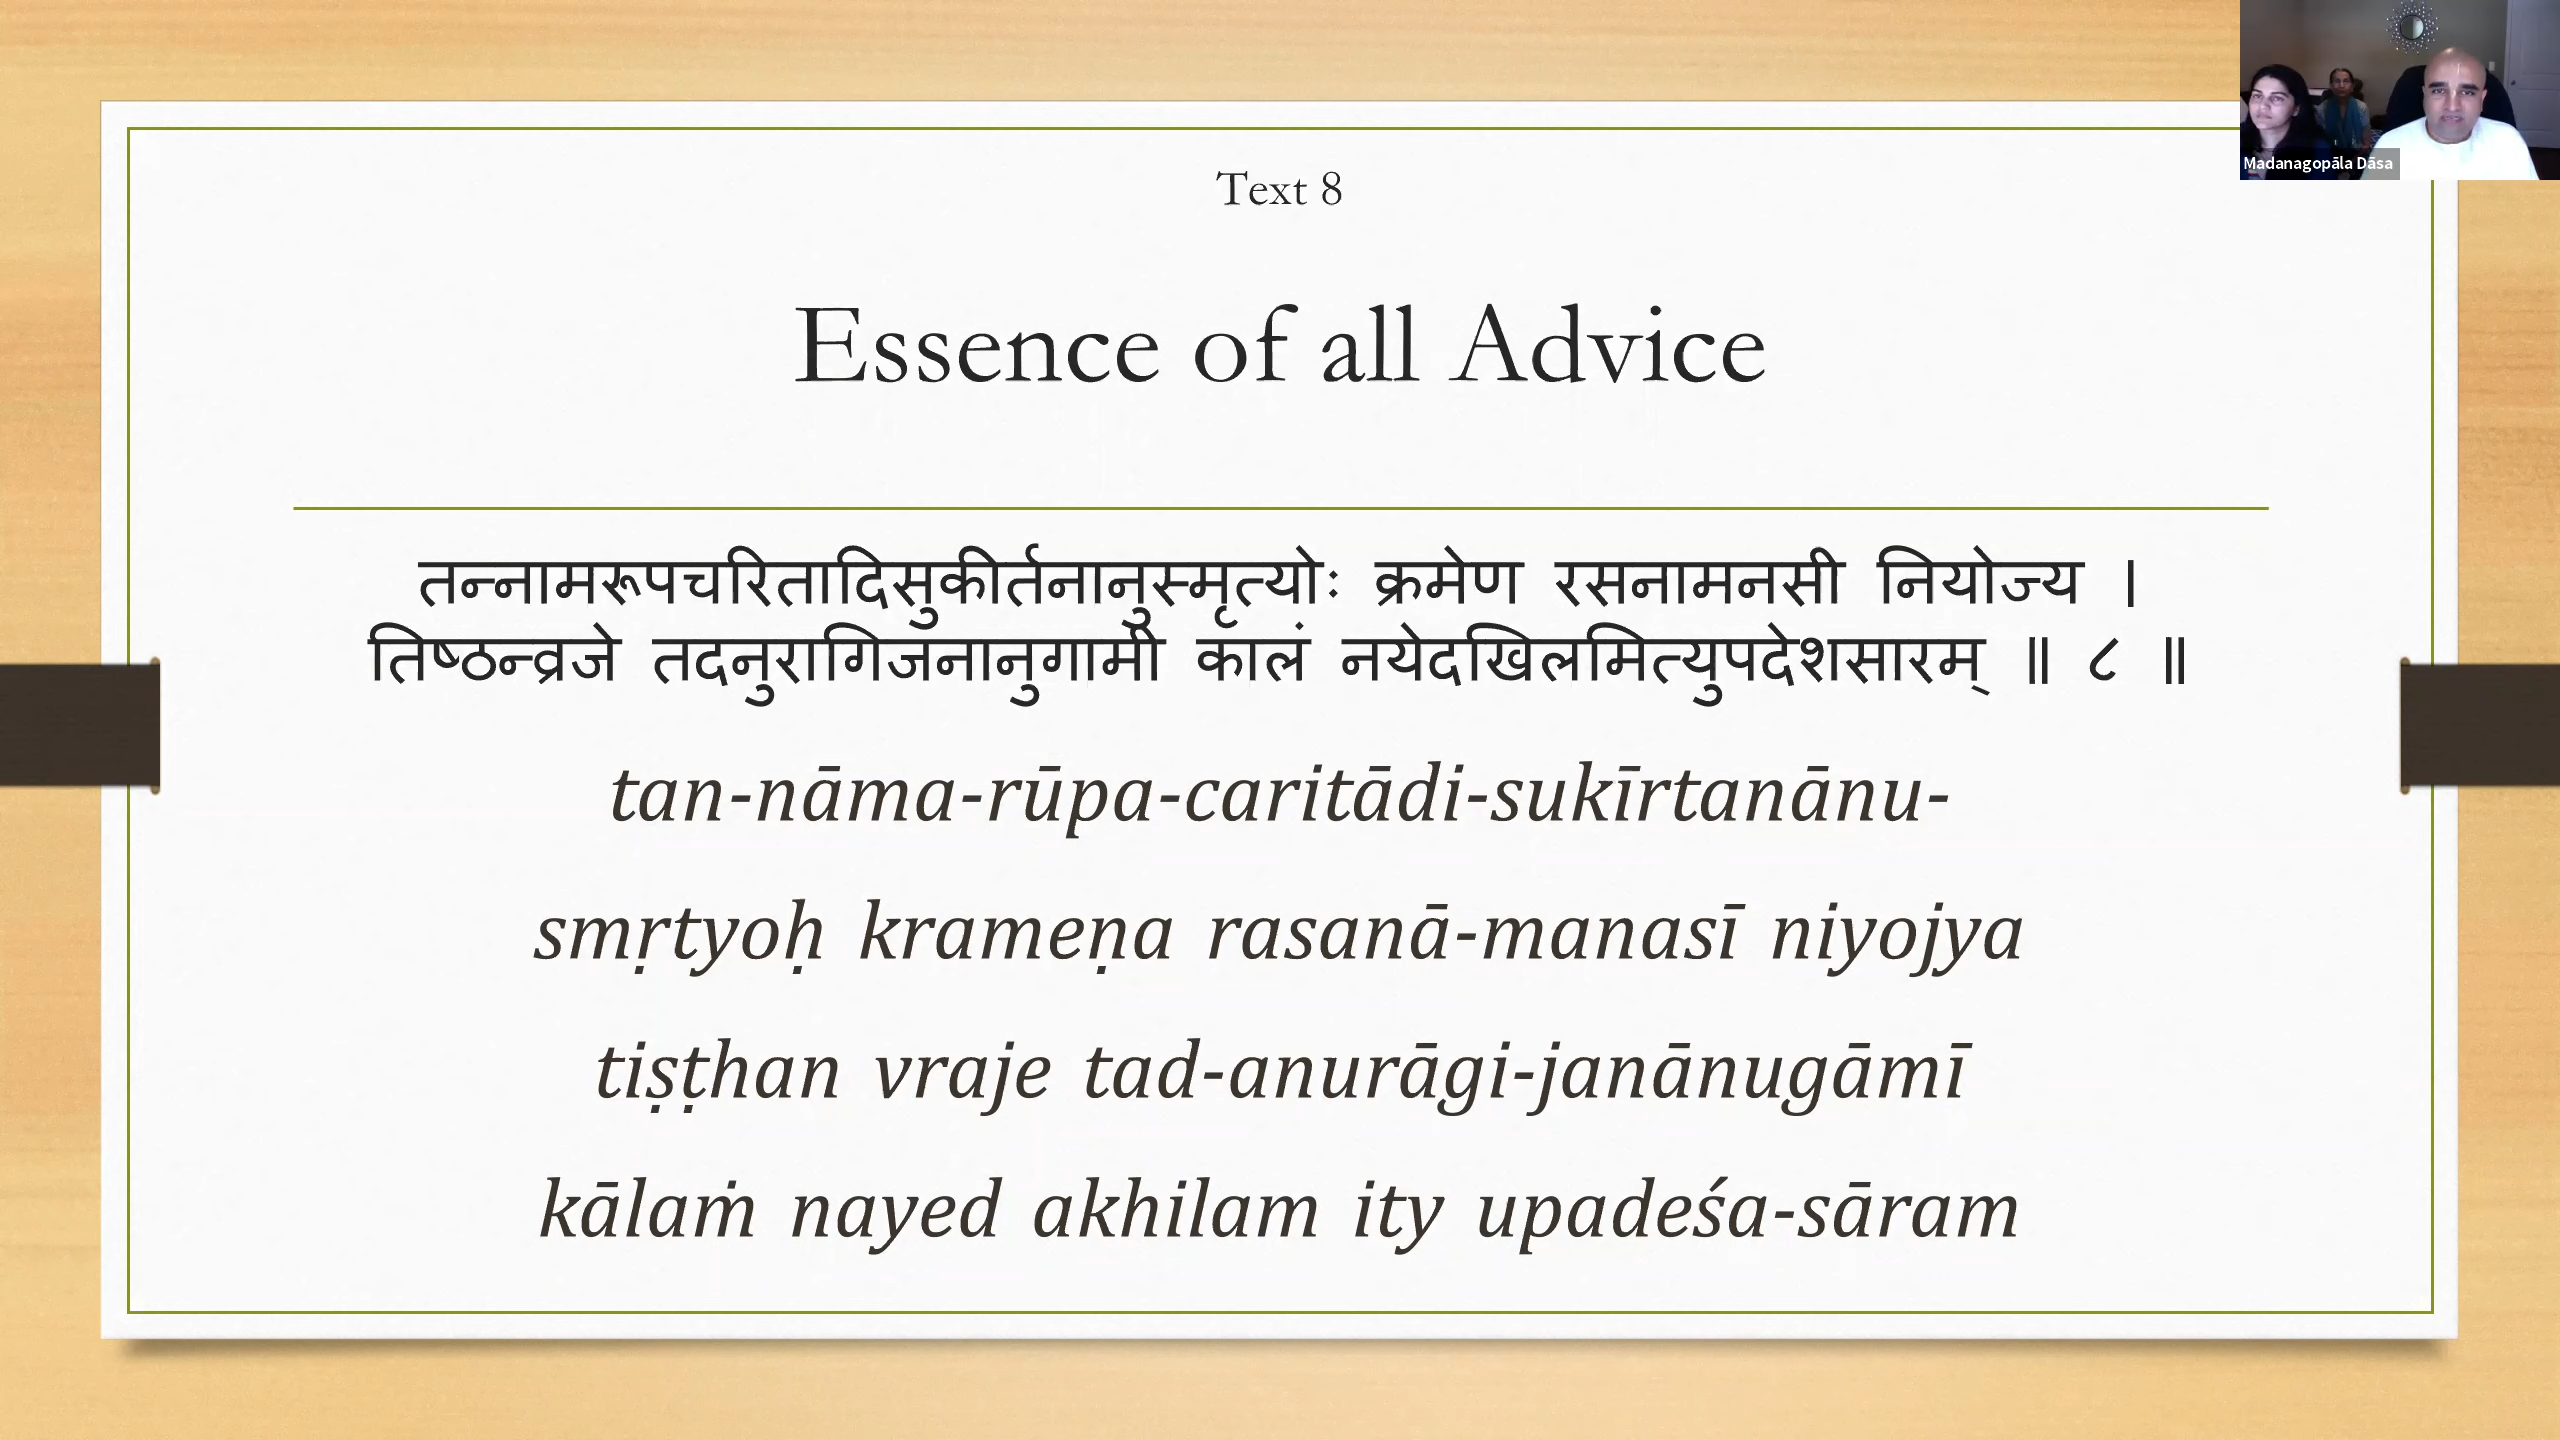 Madanagopāla Dāsa
Text 8
Essence of all Advice
तन्नामरूपचरितादिसुकीर्तनानुस्मृत्योः क्रमेण रसनामनसी नियोज्य ।
तिष्ठन्व्रजे तदनुरागिजनानुगामी कालं नयेदखिलमित्युपदेशसारम् ॥ ८ ॥
tan-nāma-rūpa-caritādi-sukīrtanānu-
smṛtyoḥ krameṇa rasanā-manasī niyojya
tiṣṭhan vraje tad-anurāgi-janānugāmī
kālaṁ nayed akhilam ity upadeśa-sāram